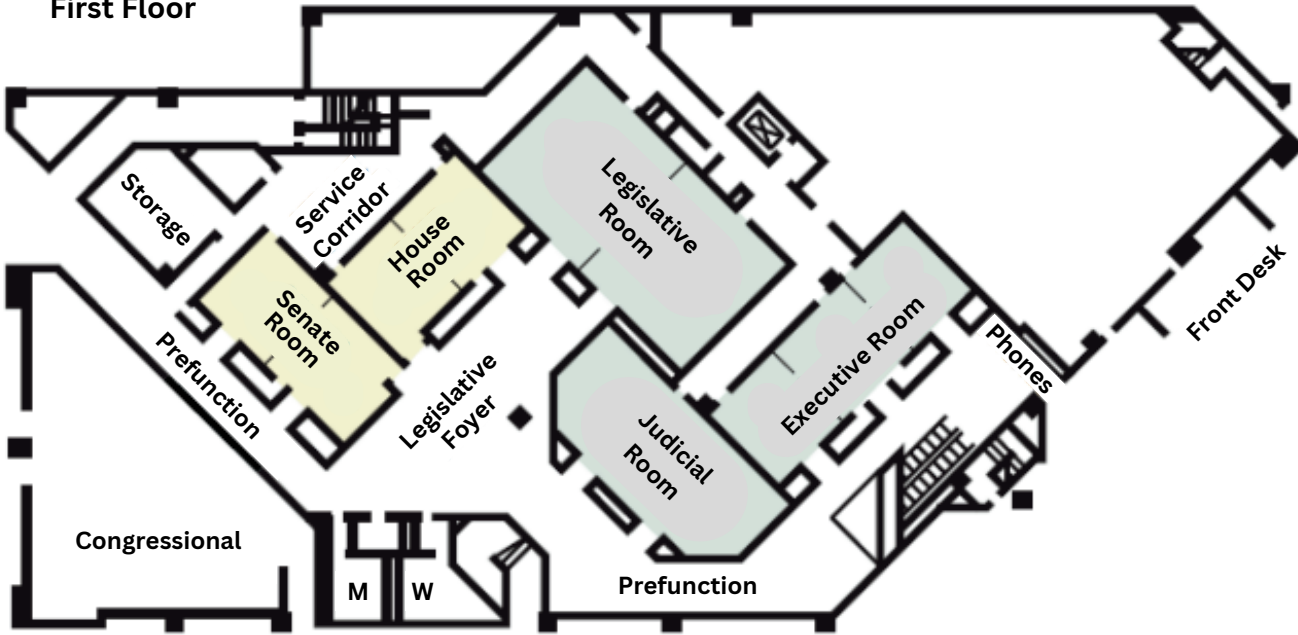 First Floor
Storage
Service
Corridor
House
Room
Legislative
Room
Senate
Room
Prefunction
Legislative
Foyer
Executive Room
Phones
Front Desk
Judicial
Room
Congressional
M
W
Prefunction